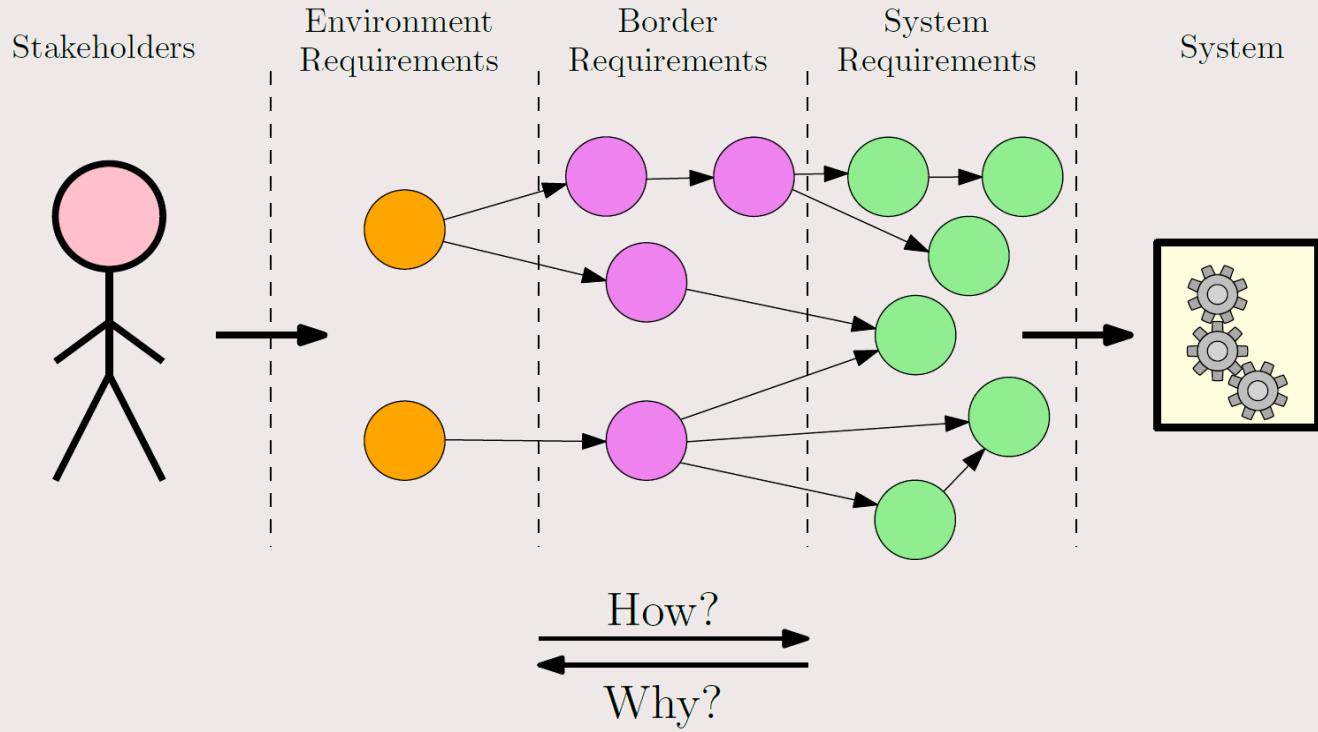 Stakeholders
Environment
Requirements
Border
Requirements
System
Requirements
System
How?
Why?